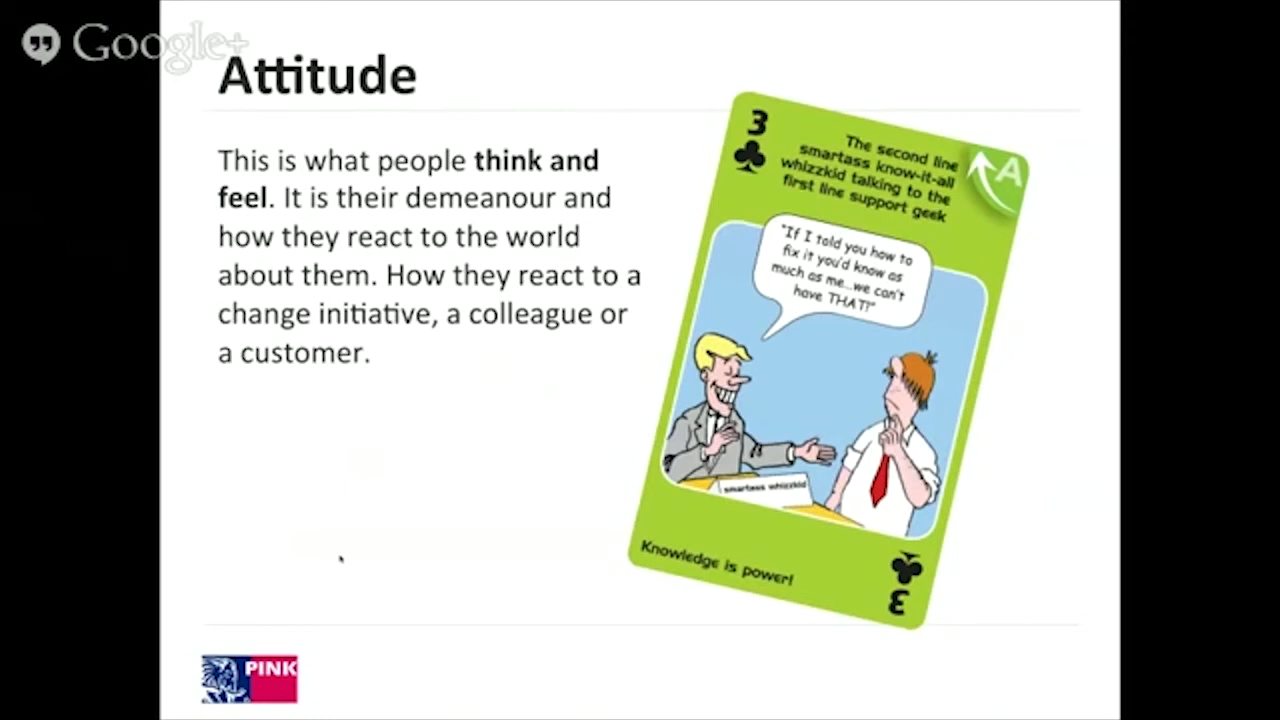 Google+
Attitude
This is what people think and
feel. It is their demeanour and
how they react to the world
about them. How they react to a
change initiative, a colleague or
a customer.
3
A
The second line
smartass know-it-all
whizzkid talking to the
first line support geek
"If I told you how to
fix it you'd know as
much as me...we can't
have THAT!"
smartass whizzkid
Knowledge is power!
3
PINK